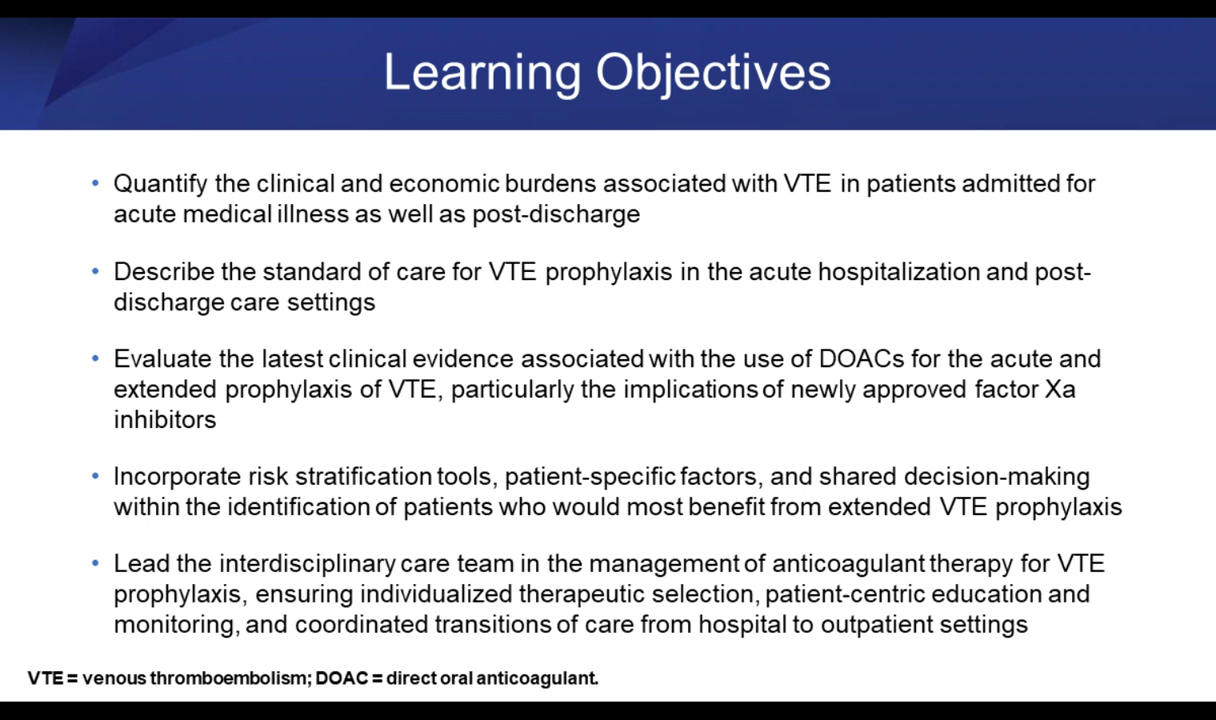 Learning Objectives
• Quantify the clinical and economic burdens associated with VTE in patients admitted for
acute medical illness as well as post-discharge
• Describe the standard of care for VTE prophylaxis in the acute hospitalization and post-
discharge care settings
• Evaluate the latest clinical evidence associated with the use of DOACs for the acute and
extended prophylaxis of VTE, particularly the implications of newly approved factor Xa
inhibitors
• Incorporate risk stratification tools, patient-specific factors, and shared decision-making
within the identification of patients who would most benefit from extended VTE prophylaxis
• Lead the interdisciplinary care team in the management of anticoagulant therapy for VTE
prophylaxis, ensuring individualized therapeutic selection, patient-centric education and
monitoring, and coordinated transitions of care from hospital to outpatient settings
VTE = venous thromboembolism; DOAC = direct oral anticoagulant.